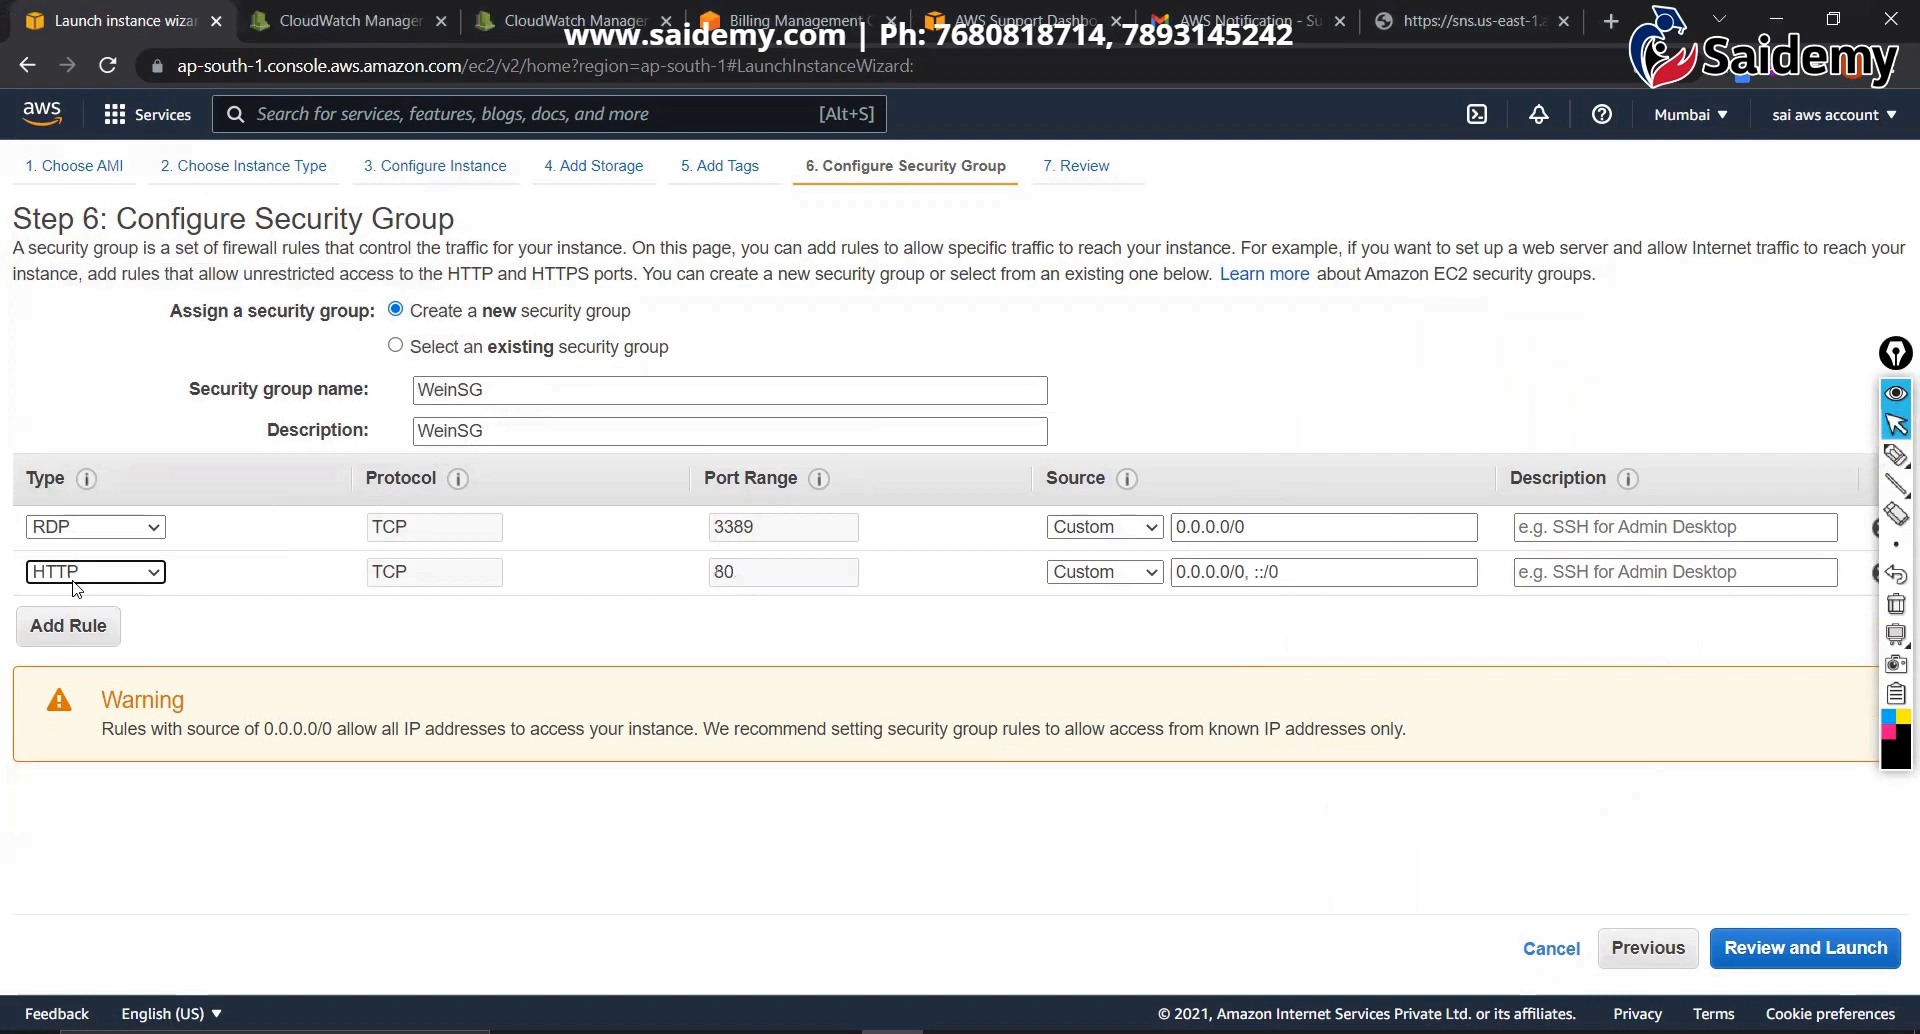 Launch instance wiza
CloudWatch Manager
CloudWatch Manager
Billing Management C
AWS Support Dashbo
AWS Notification - Su
https://sns.us-east-1.a
www.saidemy.com | Ph: 7680818714, 7893145242
Saidemy
ap-south-1.console.aws.amazon.com/ec2/v2/home?region=ap-south-1#LaunchInstanceWizard:
aws
Services
Search for services, features, blogs, docs, and more
[Alt+S]
Mumbai
sai aws account
1. Choose AMI
2. Choose Instance Type
3. Configure Instance
4. Add Storage
5. Add Tags
6. Configure Security Group
7. Review
Step 6: Configure Security Group
A security group is a set of firewall rules that control the traffic for your instance. On this page, you can add rules to allow specific traffic to reach your instance. For example, if you want to set up a web server and allow Internet traffic to reach your
instance, add rules that allow unrestricted access to the HTTP and HTTPS ports. You can create a new security group or select from an existing one below. Learn more about Amazon EC2 security groups.
Assign a security group: Create a new security group
Select an existing security group
Security group name: WeinSG
Description: WeinSG
Type Protocol Port Range Source Description
RDP TCP 3389 Custom 0.0.0.0/0 e.g. SSH for Admin Desktop
HTTP TCP 80 Custom 0.0.0.0/0, ::/0 e.g. SSH for Admin Desktop
Add Rule
Warning
Rules with source of 0.0.0.0/0 allow all IP addresses to access your instance. We recommend setting security group rules to allow access from known IP addresses only.
Cancel Previous Review and Launch
Feedback English (US) © 2021, Amazon Internet Services Private Ltd. or its affiliates. Privacy Terms Cookie preferences